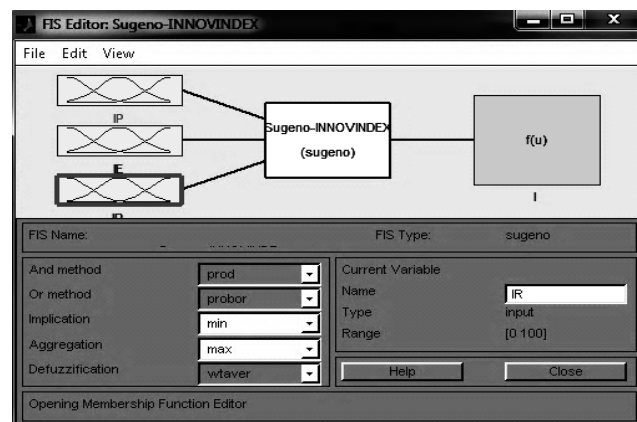 FIS Editor: Sugeno-INNOVINDEX
File Edit View
IP
IE
Sugeno-INNOVINDEX
(sugeno)
f(u)
I
FIS Name:
FIS Type: sugeno
And method prod
Or method probor
Implication min
Aggregation max
Defuzzification wtaver
Current Variable
Name IR
Type input
Range [0 100]
Help Close
Opening Membership Function Editor